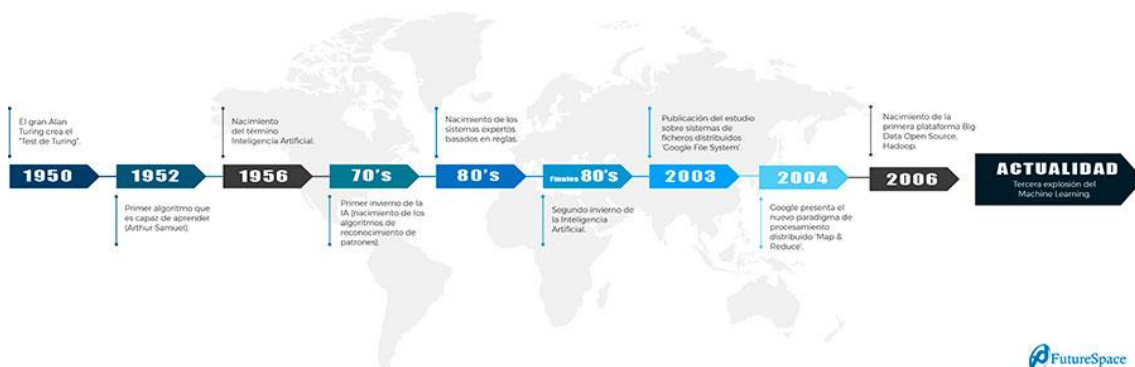 El gran Alan
Turing crea el
"Test de Turing".
1950
1952
Primer algoritmo que
es capaz de aprender
(Arthur Samuel).
Nacimiento
del término
Inteligencia Artificial.
1956
70's
Primer invierno de la
IA (nacimiento de los
algoritmos de
reconocimiento de
patrones).
Nacimiento de los
sistemas expertos
basados en reglas.
80's
Finales 80's
Segundo invierno de
la Inteligencia
Artificial.
Publicación del estudio
sobre sistemas de
ficheros distribuidos
'Google File System'.
2003
2004
Google presenta el
nuevo paradigma de
procesamiento
distribuido 'Map &
Reduce'.
Nacimiento de la
primera plataforma Big
Data Open Source,
Hadoop.
2006
ACTUALIDAD
Tercera explosión del
Machine Learning.
FutureSpace